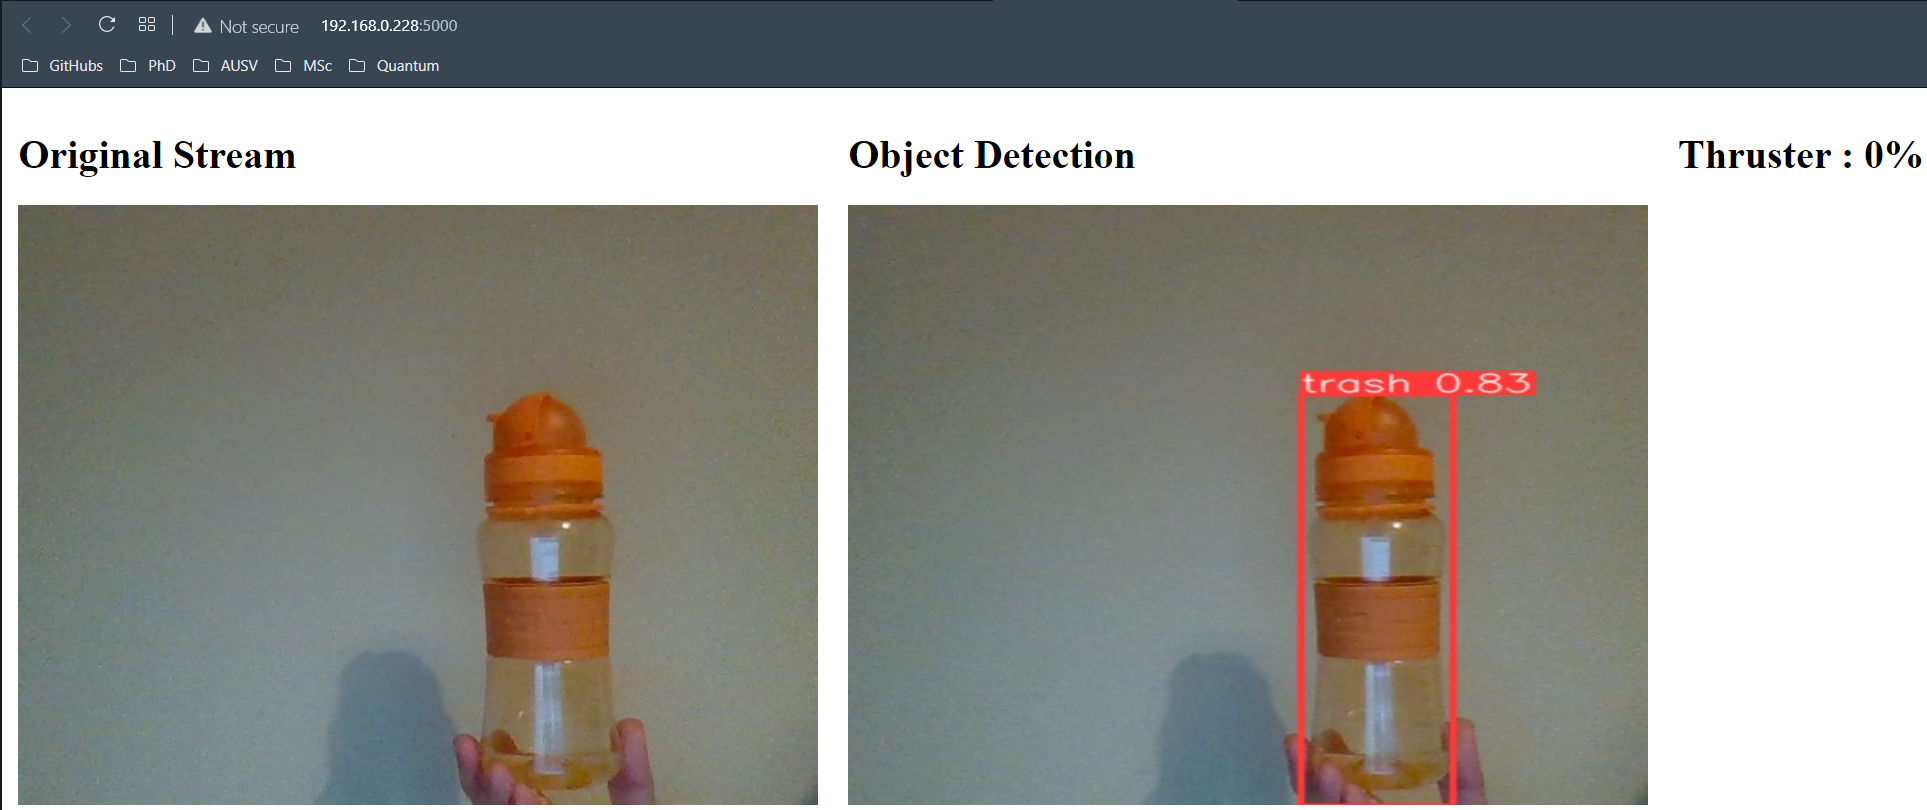 Not secure 192.168.0.228:5000
GitHubs PhD AUSV MSc Quantum
Original Stream Object Detection Thruster : 0%
trash 0.83